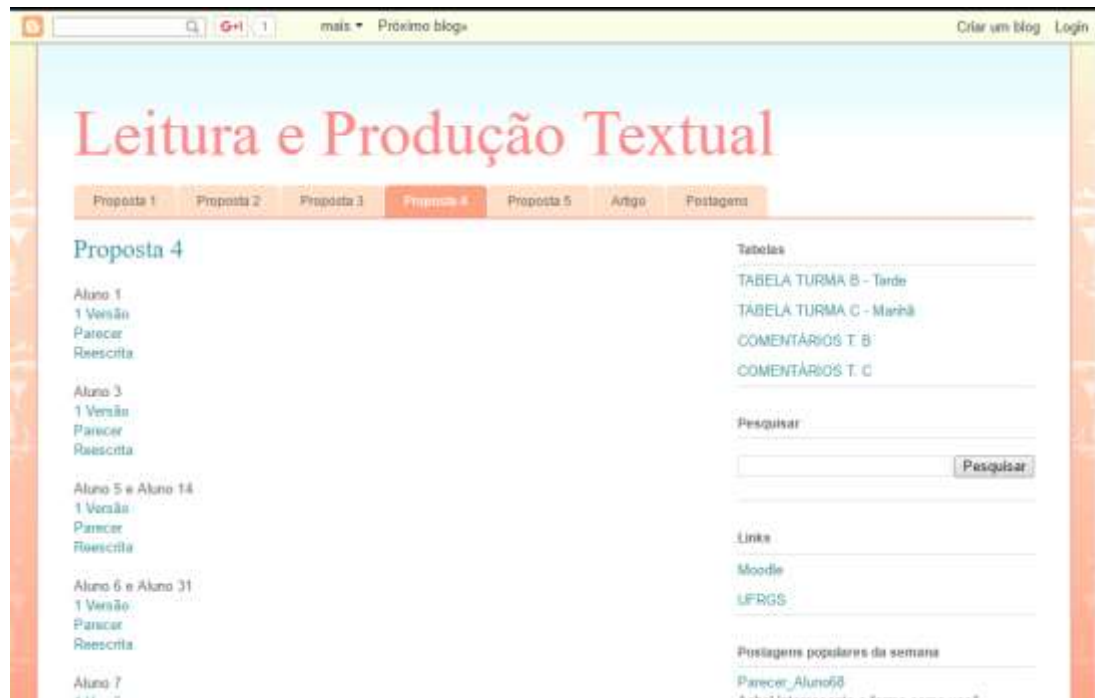 G+1 1 mais Próximo blog» Criar um blog Login
Leitura e Produção Textual
Proposta 1 Proposta 2 Proposta 3 Proposta 4 Proposta 5 Artigo Postagens
Proposta 4
Aluno 1
1 Versão
Parecer
Reescrita
Aluno 3
1 Versão
Parecer
Reescrita
Aluno 5 e Aluno 14
1 Versão
Parecer
Reescrita
Aluno 6 e Aluno 31
1 Versão
Parecer
Reescrita
Aluno 7
Tabelas
TABELA TURMA B - Tarde
TABELA TURMA C - Manhã
COMENTÁRIOS T. B
COMENTÁRIOS T. C
Pesquisar
Pesquisar
Links
Moodle
UFRGS
Postagens populares da semana
Parecer_Aluno68